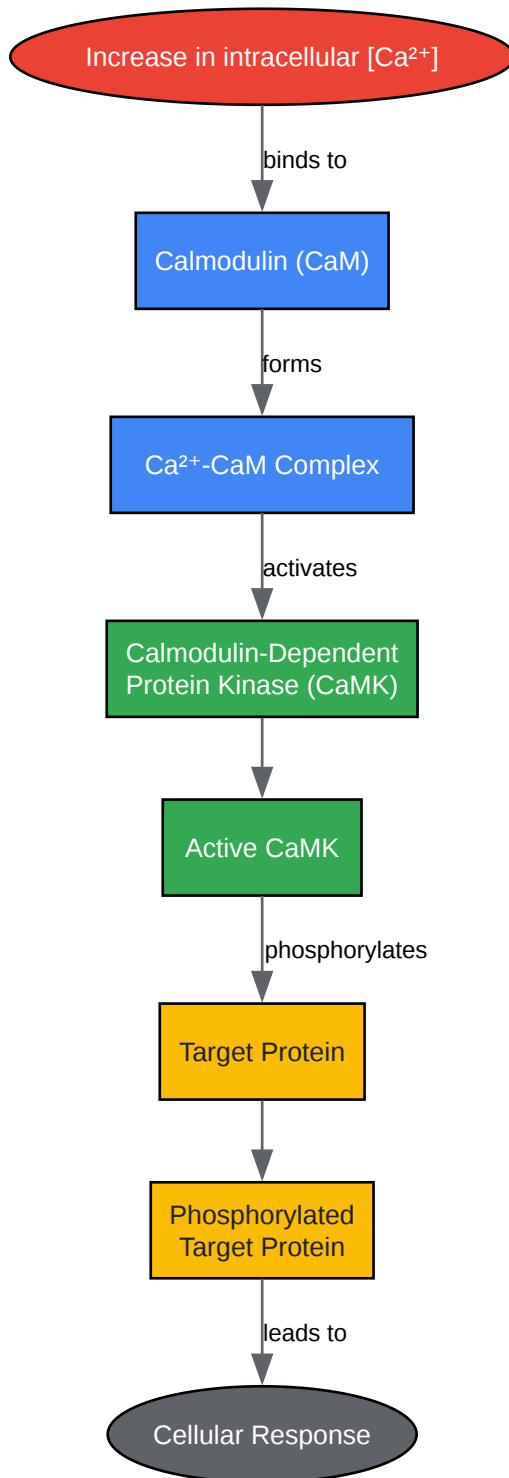 Increase in intracellular [Ca²⁺]
binds to
Calmodulin (CaM)
forms
Ca²⁺-CaM Complex
activates
Calmodulin-Dependent
Protein Kinase (CaMK)
Active CaMK
phosphorylates
Target Protein
Phosphorylated
Target Protein
leads to
Cellular Response